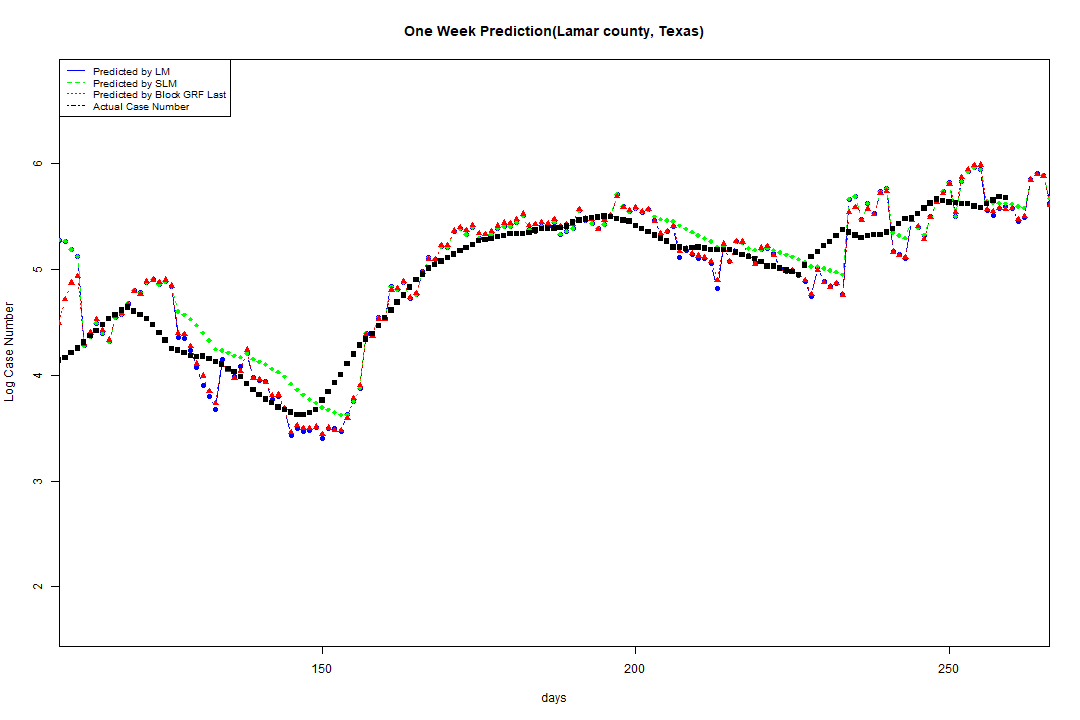 One Week Prediction(Lamar county, Texas)
Predicted by LM
Predicted by SLM
Predicted by Block GRF Last
Actual Case Number
6
5
4
3
2
Log Case Number
150 200 250
days